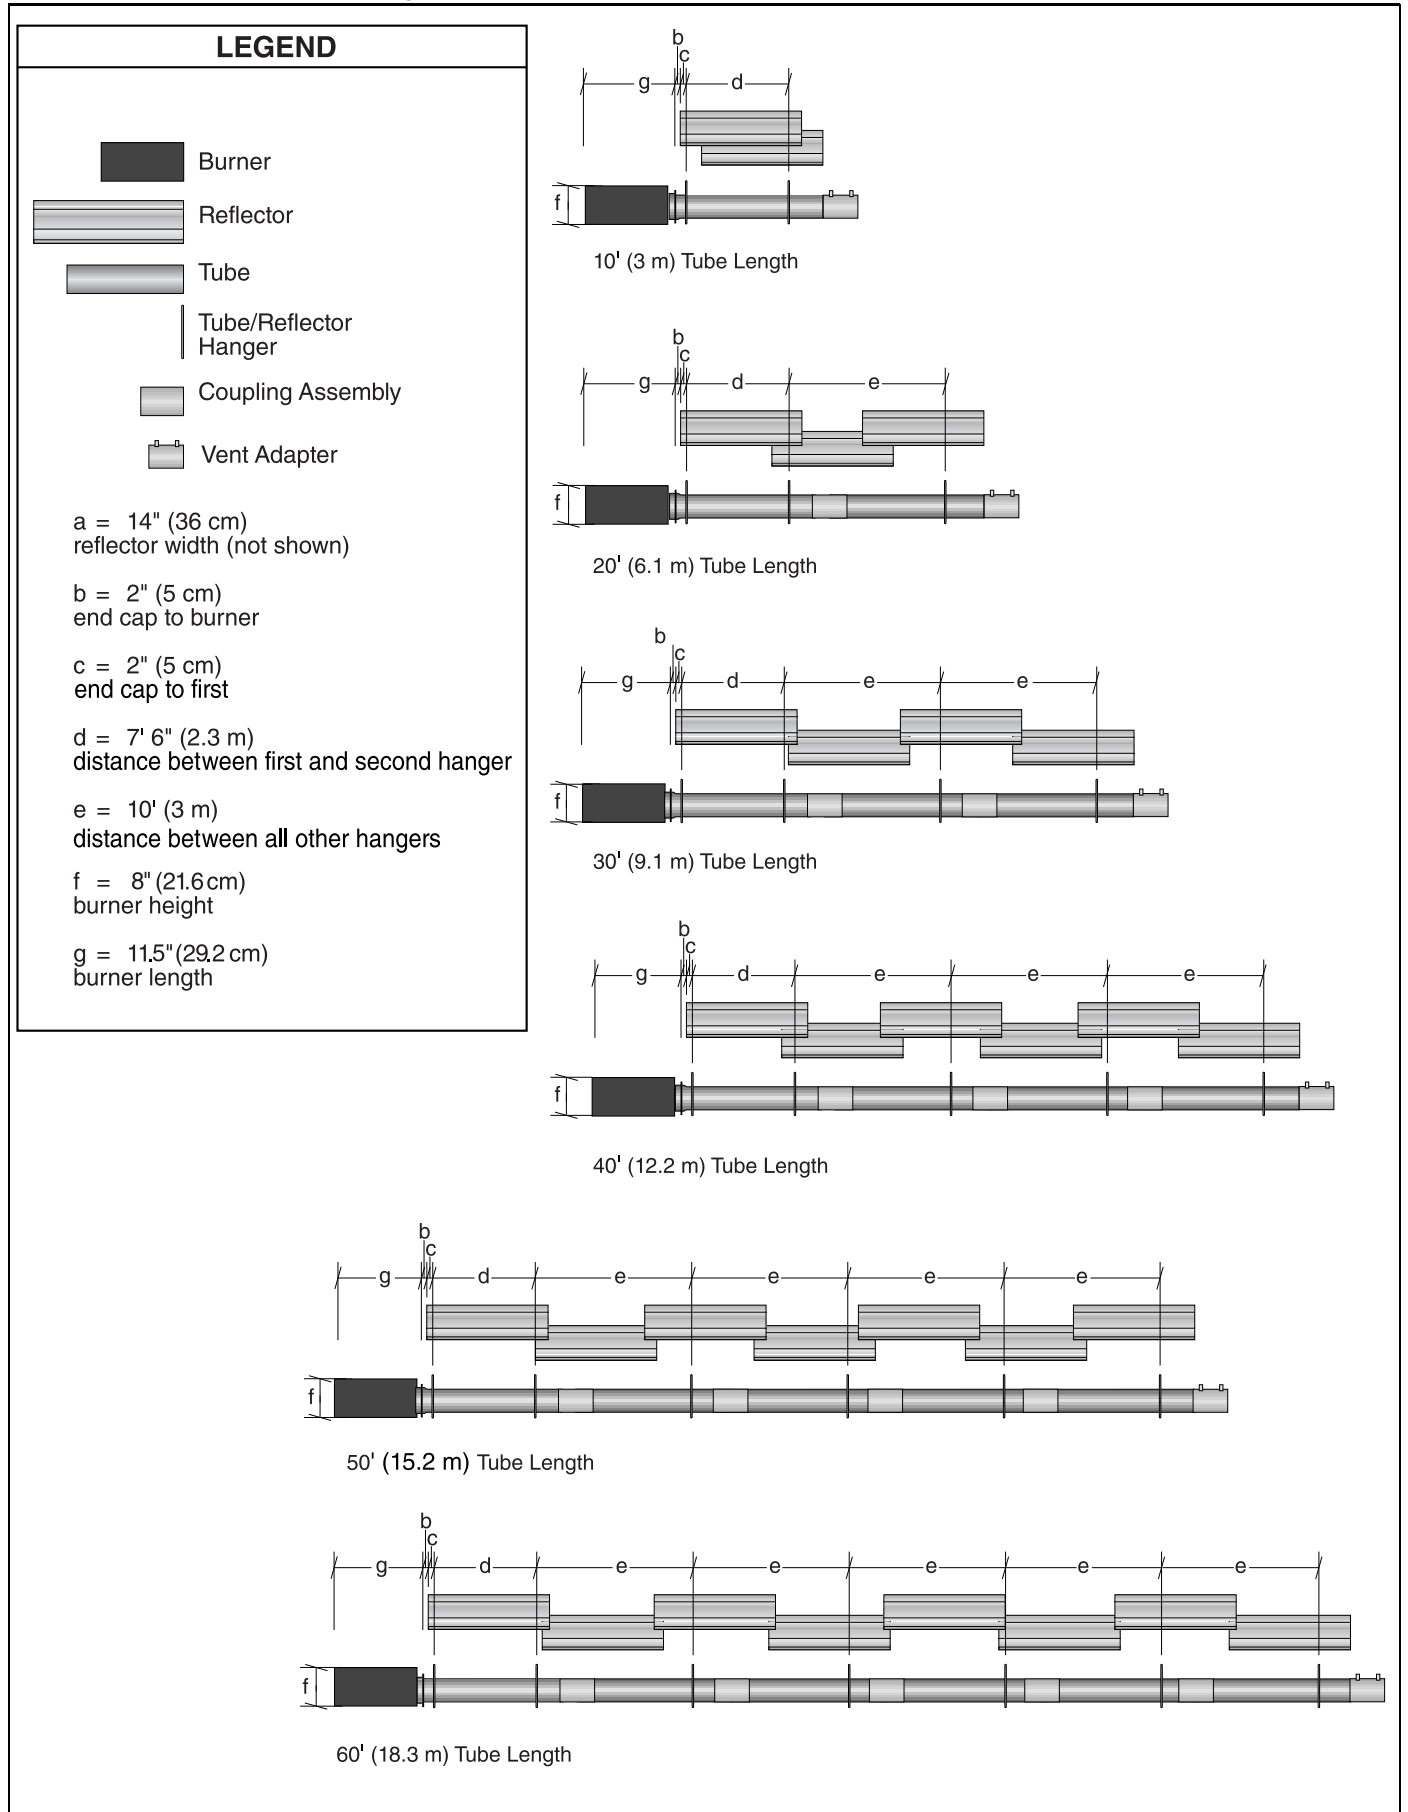 LEGEND
Burner
Reflector
Tube
Tube/Reflector
Hanger
Coupling Assembly
Vent Adapter
a = 14" (36 cm)
reflector width (not shown)
b = 2" (5 cm)
end cap to burner
c = 2" (5 cm)
end cap to first
d = 7' 6" (2.3 m)
distance between first and second hanger
e = 10' (3 m)
distance between all other hangers
f = 8" (21.6 cm)
burner height
g = 11.5" (29.2 cm)
burner length
b
c
g d
f
10' (3 m) Tube Length
b
c
g d e
f
20' (6.1 m) Tube Length
b
c
g d e e
f
30' (9.1 m) Tube Length
b
c
g d e e e
f
40' (12.2 m) Tube Length
b
c
g d e e e e
f
50' (15.2 m) Tube Length
b
c
g d e e e e e
f
60' (18.3 m) Tube Length